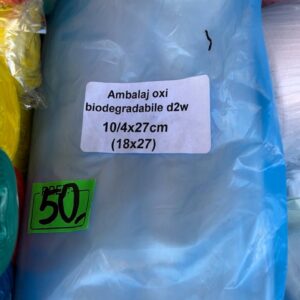 Ambalaj oxi
biodegradabile d2w
10/4x27cm
(18x27)
50,